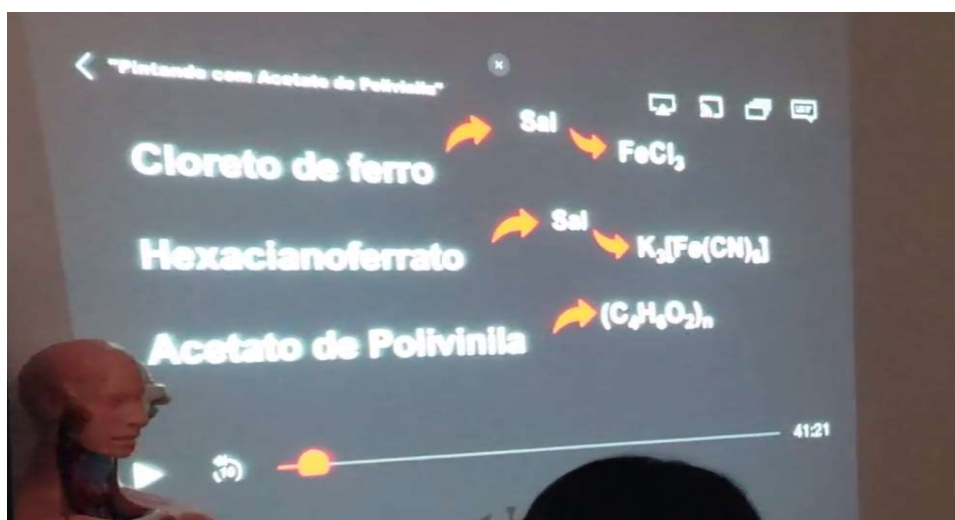 "Pintando com Acetato de Polivinila"
Cloreto de ferro
Sal
FeCl₃
Hexacianoferrato
Sal
K₃[Fe(CN)₆]
Acetato de Polivinila
(C₄H₆O₂)ₙ
10
41:21